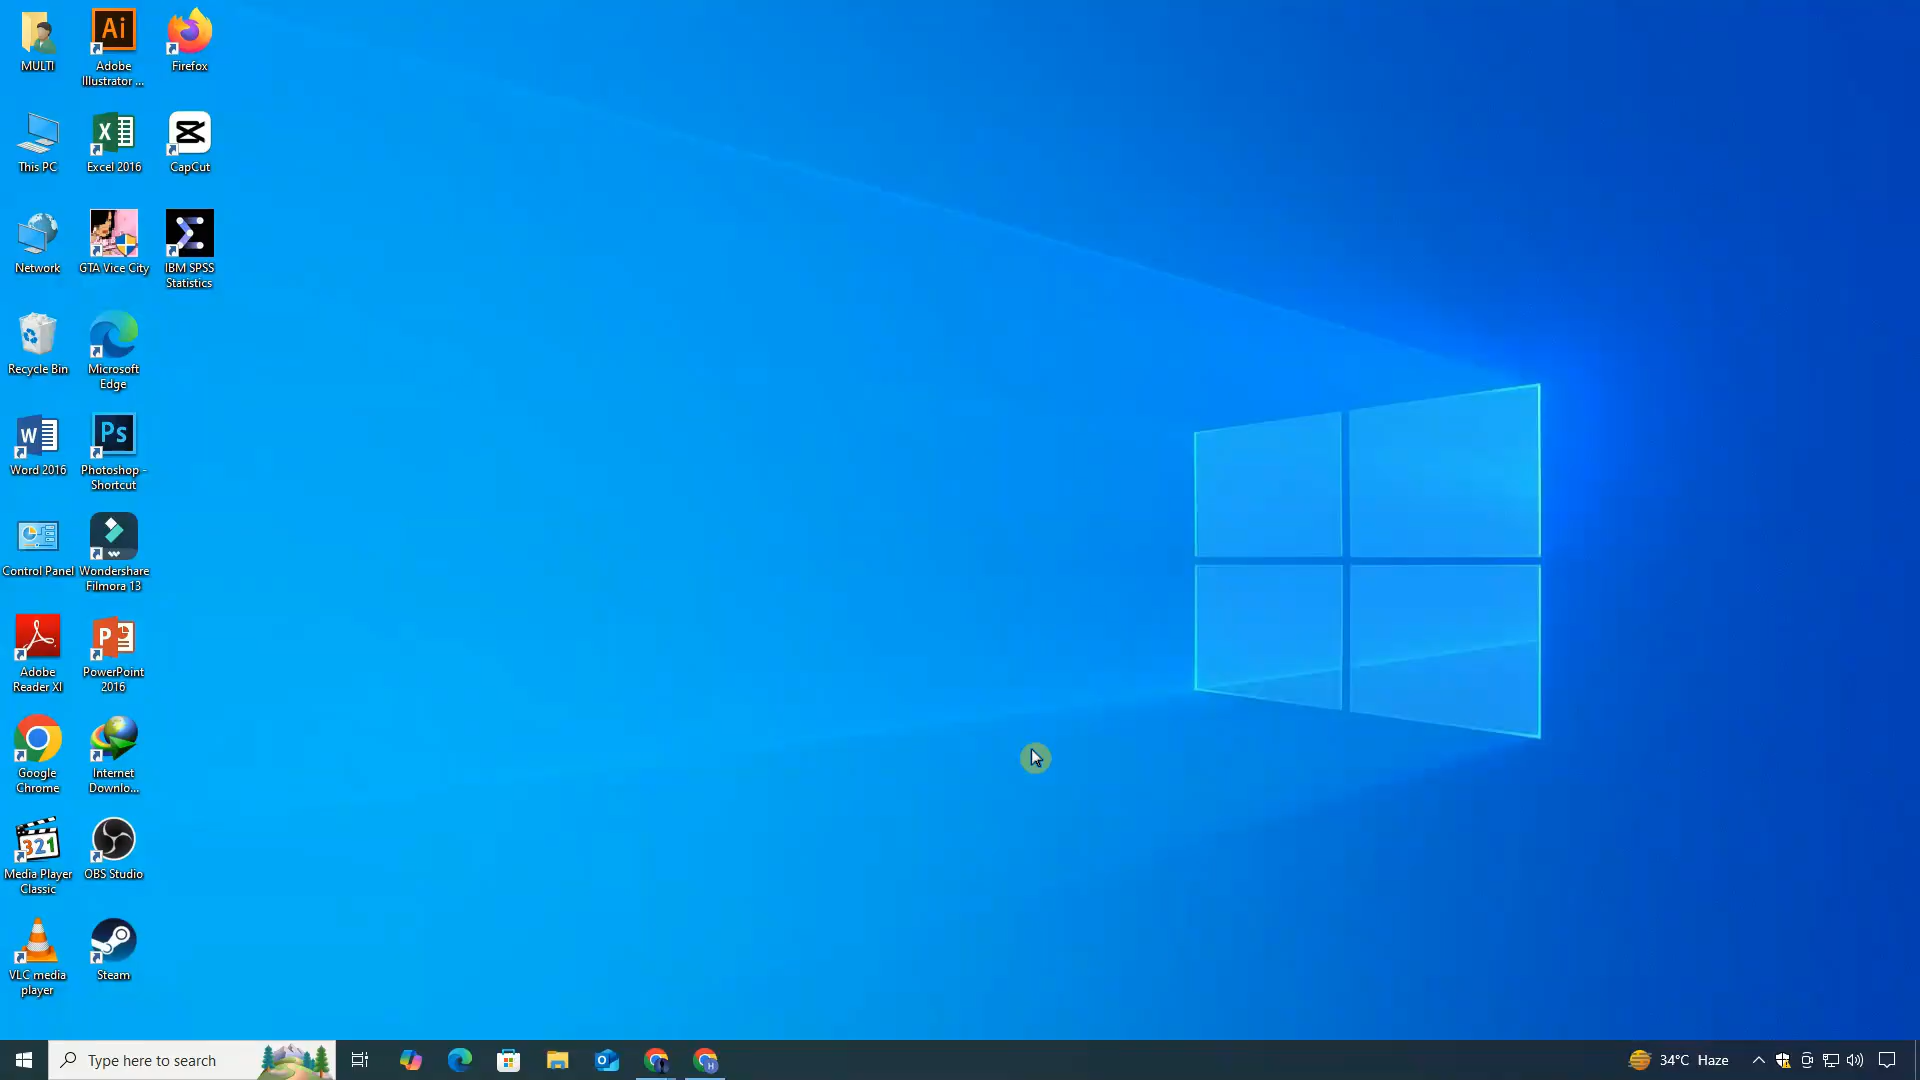 MULTI
Adobe
Illustrator ...
Firefox
This PC
Excel 2016
CapCut
Network
GTA Vice City
IBM SPSS
Statistics
Recycle Bin
Microsoft
Edge
Word 2016
Photoshop -
Shortcut
Control Panel
Wondershare
Filmora 13
Adobe
Reader XI
PowerPoint
2016
Google
Chrome
Internet
Downlo...
Media Player
Classic
OBS Studio
VLC media
player
Steam
Type here to search
34°C Haze